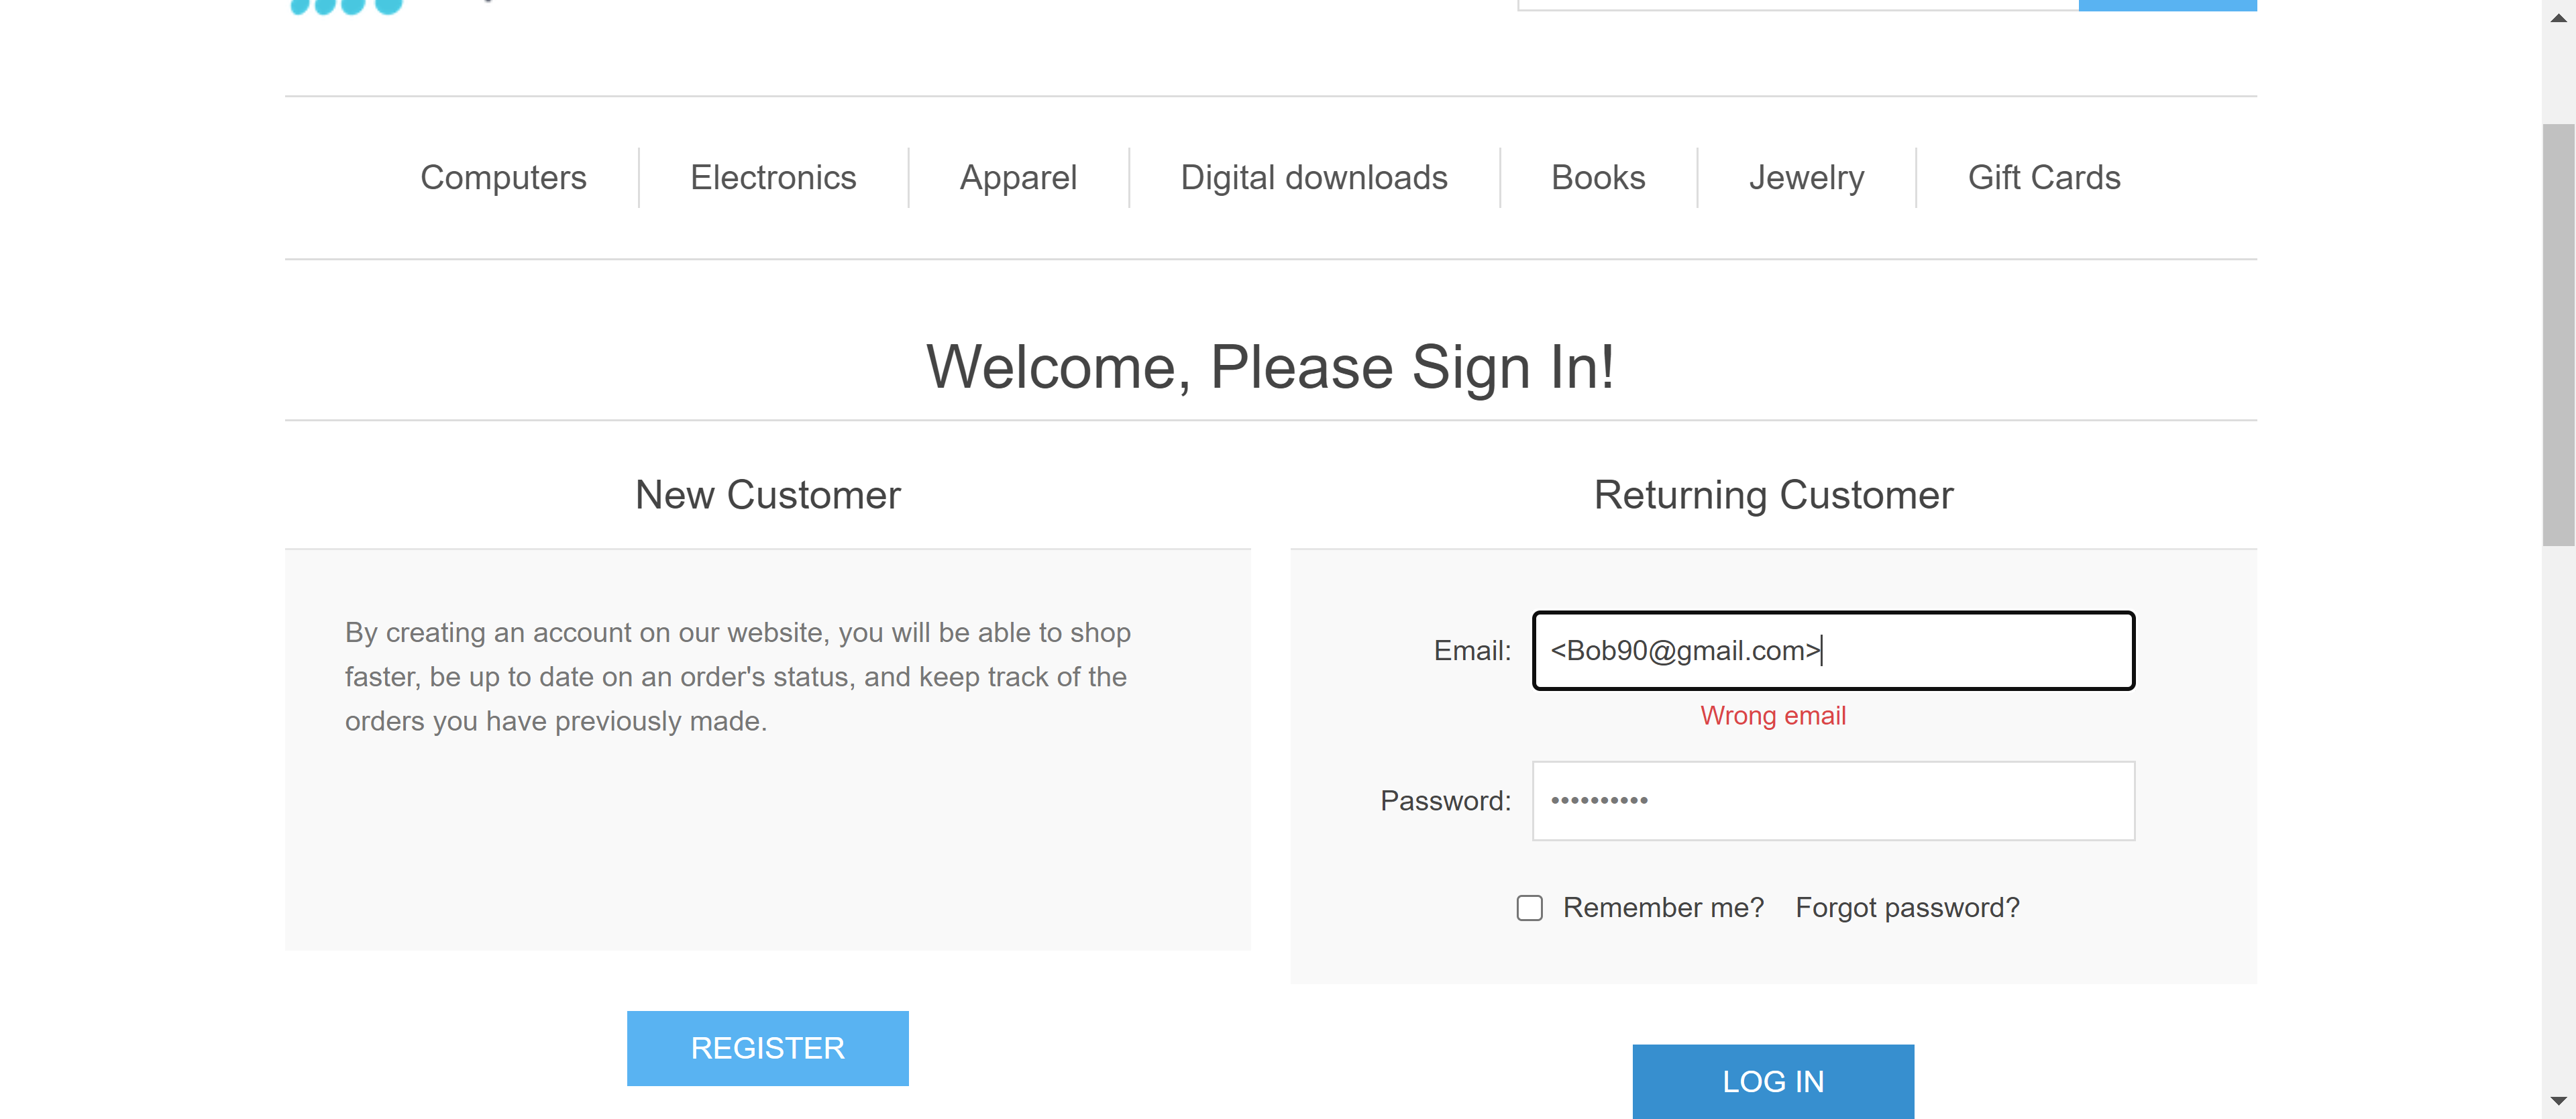 Computers
Electronics
Apparel
Digital downloads
Books
Jewelry
Gift Cards
Welcome, Please Sign In!
New Customer
By creating an account on our website, you will be able to shop
faster, be up to date on an order's status, and keep track of the
orders you have previously made.
REGISTER
Returning Customer
Email: <Bob90@gmail.com>
Wrong email
Password: ••••••••••
Remember me? Forgot password?
LOG IN